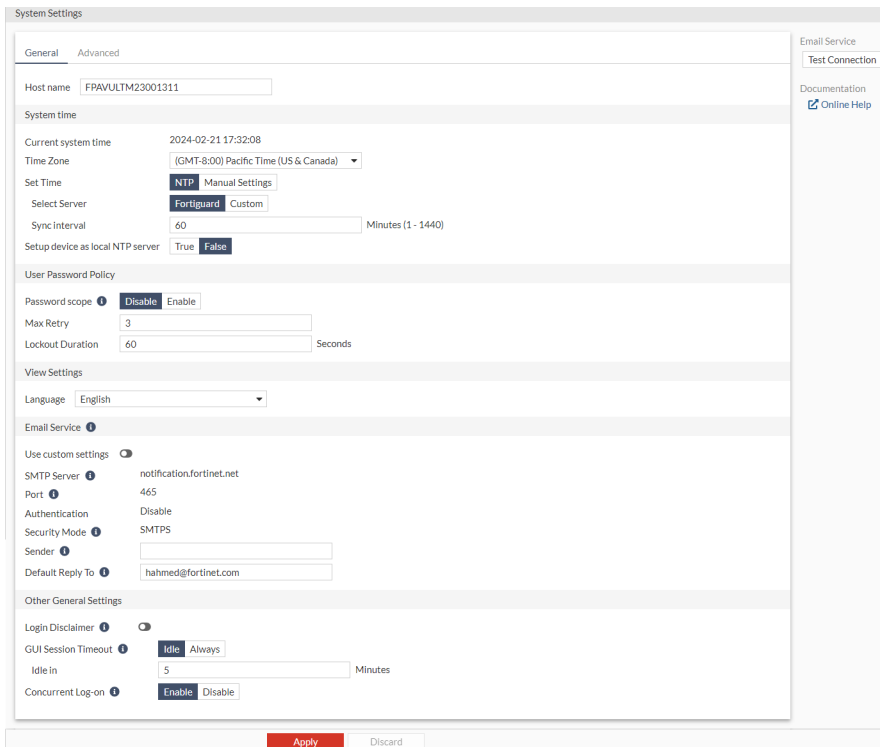 System Settings
General Advanced
Host name FPAVULTM23001311
System time
Current system time 2024-02-21 17:32:08
Time Zone (GMT-8:00) Pacific Time (US & Canada)
Set Time NTP Manual Settings
Select Server Fortiguard Custom
Sync interval 60 Minutes (1 - 1440)
Setup device as local NTP server True False
User Password Policy
Password scope Disable Enable
Max Retry 3
Lockout Duration 60 Seconds
View Settings
Language English
Email Service
Use custom settings
SMTP Server notification.fortinet.net
Port 465
Authentication Disable
Security Mode SMTPS
Sender
Default Reply To hahmed@fortinet.com
Other General Settings
Login Disclaimer
GUI Session Timeout Idle Always
Idle in 5 Minutes
Concurrent Log-on Enable Disable
Apply Discard
Email Service
Test Connection
Documentation
Online Help